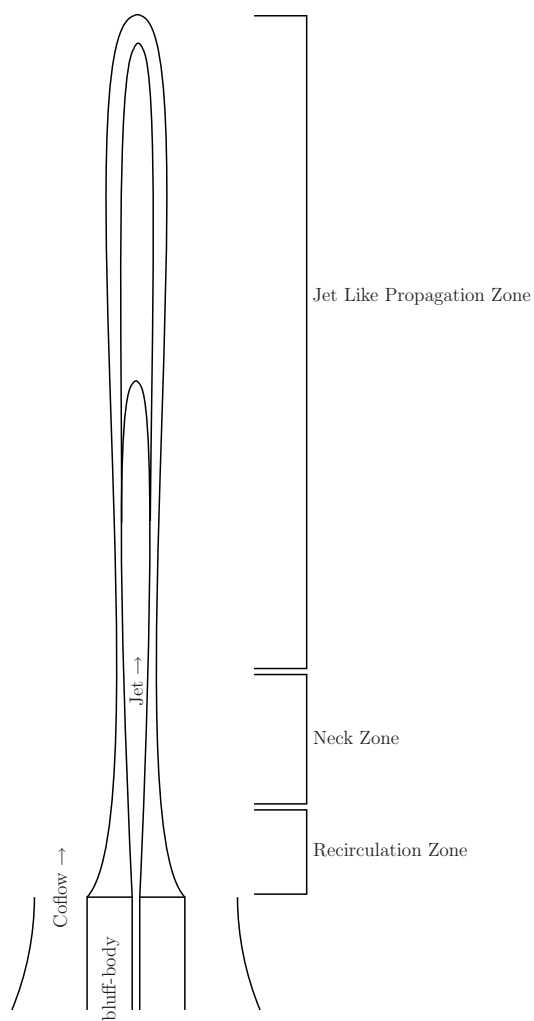 Jet Like Propagation Zone
Jet →
Neck Zone
Recirculation Zone
Coflow →
bluff-body